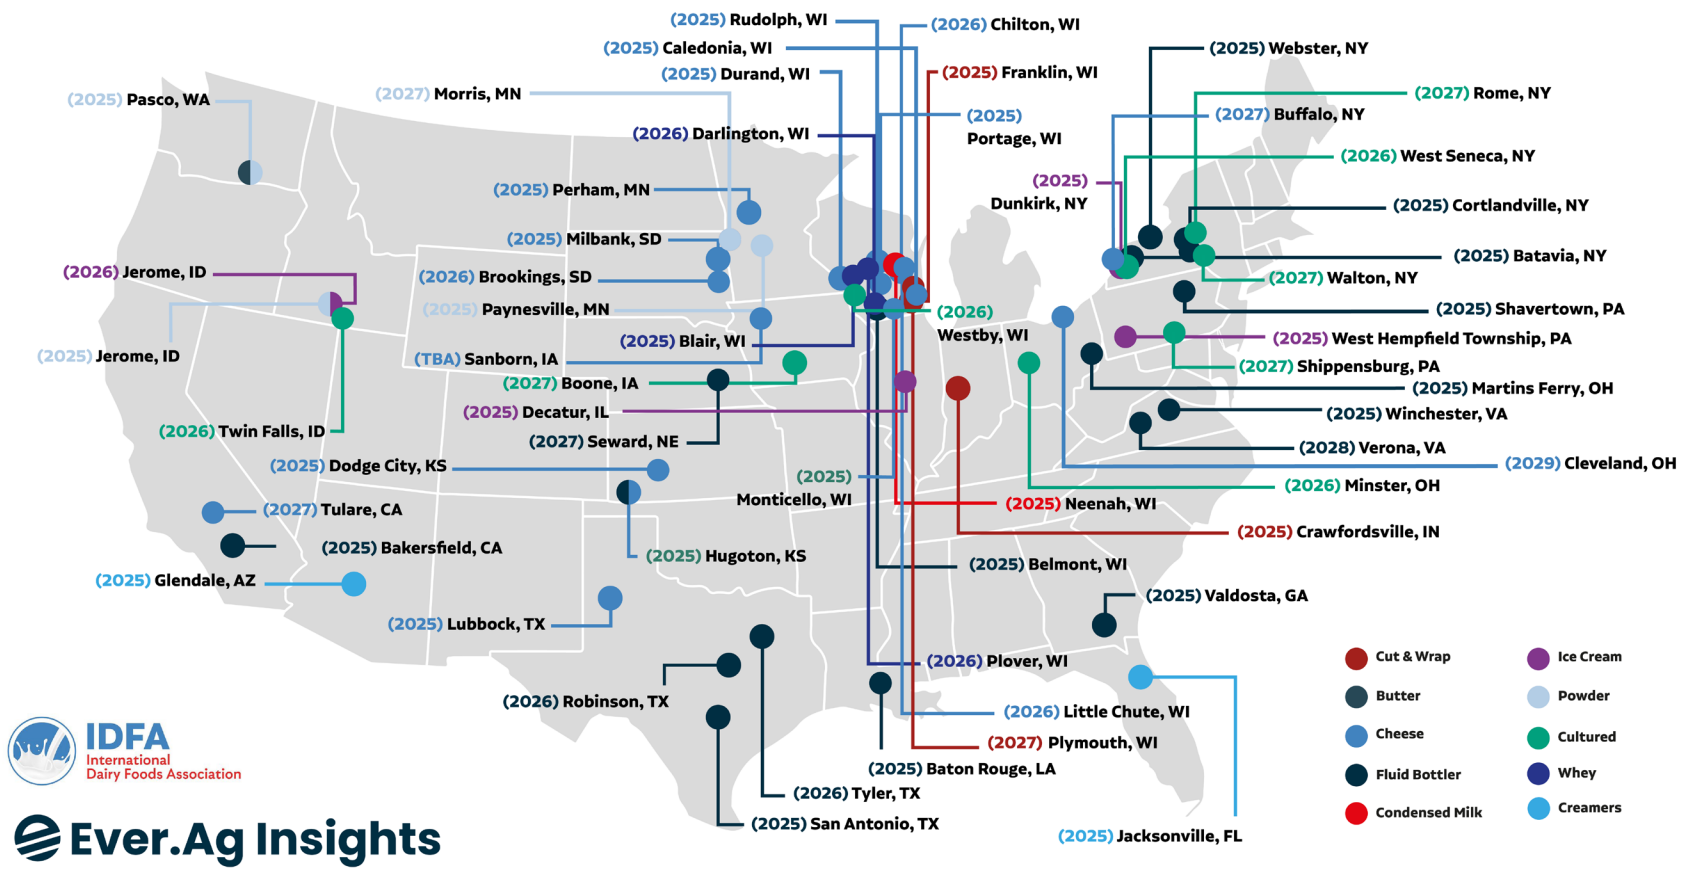 (2025) Rudolph, WI
(2026) Chilton, WI
(2025) Caledonia, WI
(2025) Webster, NY
(2025) Durand, WI
(2025) Franklin, WI
(2025) Pasco, WA
(2027) Morris, MN
(2027) Rome, NY
(2025)
Portage, WI
(2027) Buffalo, NY
(2026) Darlington, WI
(2026) West Seneca, NY
(2025)
Dunkirk, NY
(2025) Perham, MN
(2025) Cortlandville, NY
(2025) Milbank, SD
(2025) Batavia, NY
(2026) Jerome, ID
(2026) Brookings, SD
(2027) Walton, NY
(2025) Paynesville, MN
(2026)
Westby, WI
(2025) Shavertown, PA
(2025) Blair, WI
(2025) West Hempfield Township, PA
(2025) Jerome, ID
(TBA) Sanborn, IA
(2027) Shippensburg, PA
(2027) Boone, IA
(2025) Martins Ferry, OH
(2025) Decatur, IL
(2025) Winchester, VA
(2026) Twin Falls, ID
(2027) Seward, NE
(2028) Verona, VA
(2025) Dodge City, KS
(2029) Cleveland, OH
(2025)
Monticello, WI
(2026) Minster, OH
(2027) Tulare, CA
(2025) Neenah, WI
(2025) Crawfordsville, IN
(2025) Bakersfield, CA
(2025) Hugoton, KS
(2025) Belmont, WI
(2025) Glendale, AZ
(2025) Valdosta, GA
(2025) Lubbock, TX
(2026) Plover, WI
(2026) Robinson, TX
(2026) Little Chute, WI
(2027) Plymouth, WI
(2025) Baton Rouge, LA
(2026) Tyler, TX
(2025) San Antonio, TX
(2025) Jacksonville, FL
Cut & Wrap
Butter
Cheese
Fluid Bottler
Condensed Milk
Ice Cream
Powder
Cultured
Whey
Creamers
IDFA
International
Dairy Foods Association
Ever.Ag Insights